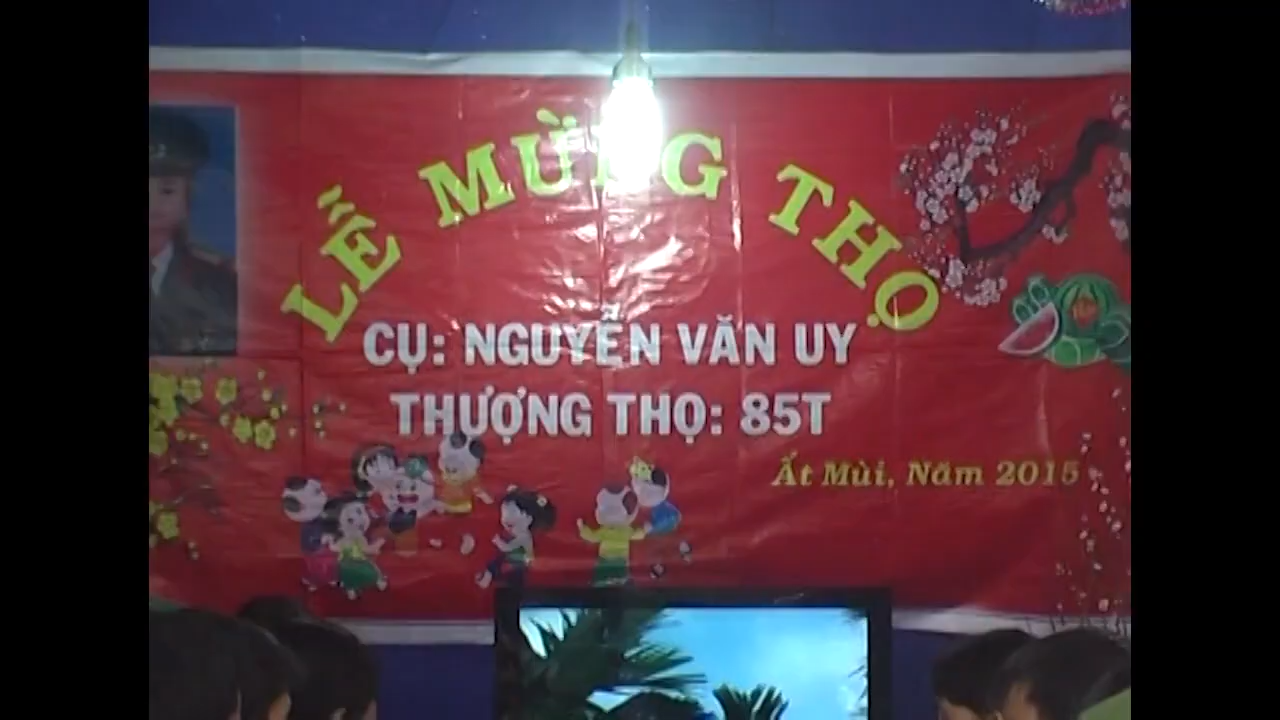 LỄ MỪNG THỌ
CỤ: NGUYỄN VĂN UY
THƯỢNG THỌ: 85T
Ất Mùi, Năm 2015